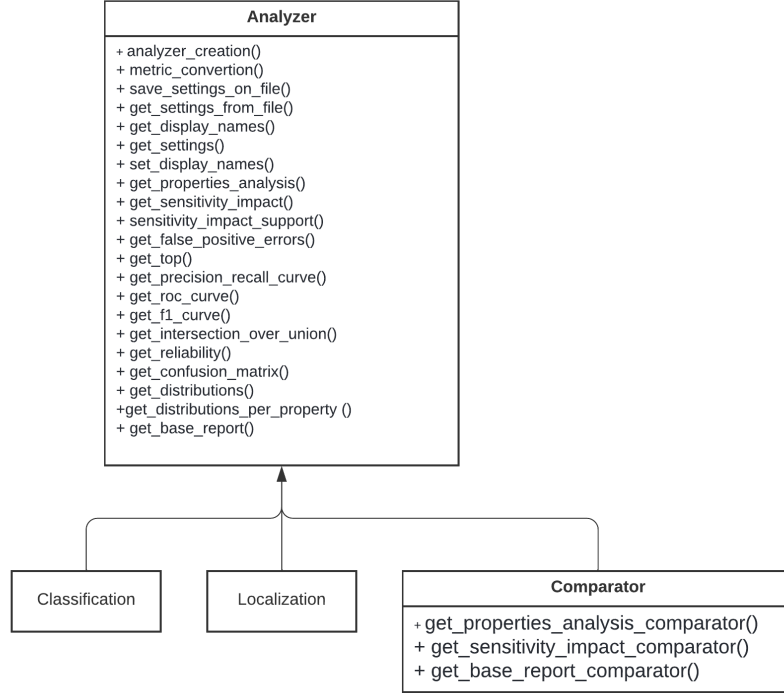 Analyzer
+ analyzer_creation()
+ metric_convertion()
+ save_settings_on_file()
+ get_settings_from_file()
+ get_display_names()
+ get_settings()
+ set_display_names()
+ get_properties_analysis()
+ get_sensitivity_impact()
+ sensitivity_impact_support()
+ get_false_positive_errors()
+ get_top()
+ get_precision_recall_curve()
+ get_roc_curve()
+ get_f1_curve()
+ get_intersection_over_union()
+ get_reliability()
+ get_confusion_matrix()
+ get_distributions()
+get_distributions_per_property ()
+ get_base_report()
Classification
Localization
Comparator
+ get_properties_analysis_comparator()
+ get_sensitivity_impact_comparator()
+ get_base_report_comparator()